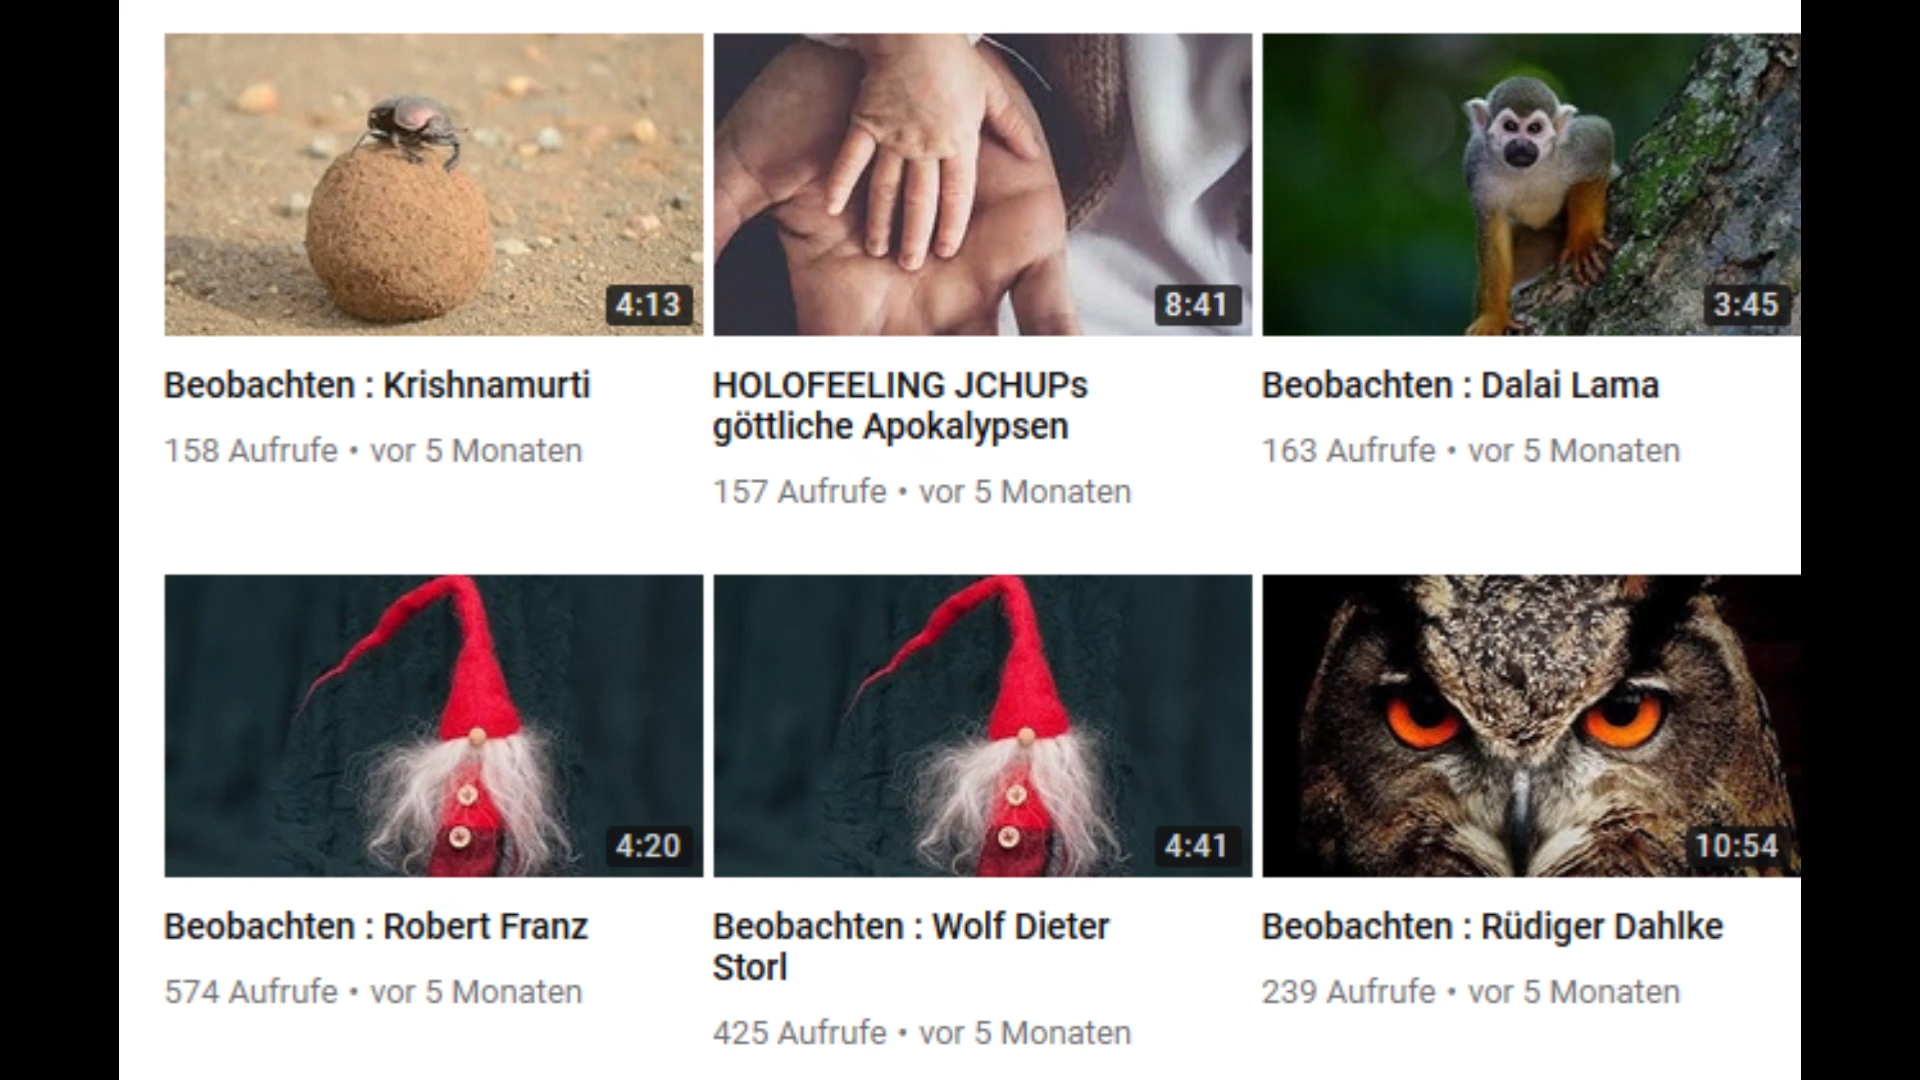 4:13
8:41
3:45
Beobachten : Krishnamurti
158 Aufrufe • vor 5 Monaten
HOLOFEELING JCHUPs
göttliche Apokalypsen
157 Aufrufe • vor 5 Monaten
Beobachten : Dalai Lama
163 Aufrufe • vor 5 Monaten
4:20
4:41
10:54
Beobachten : Robert Franz
574 Aufrufe • vor 5 Monaten
Beobachten : Wolf Dieter
Storl
425 Aufrufe • vor 5 Monaten
Beobachten : Rüdiger Dahlke
239 Aufrufe • vor 5 Monaten